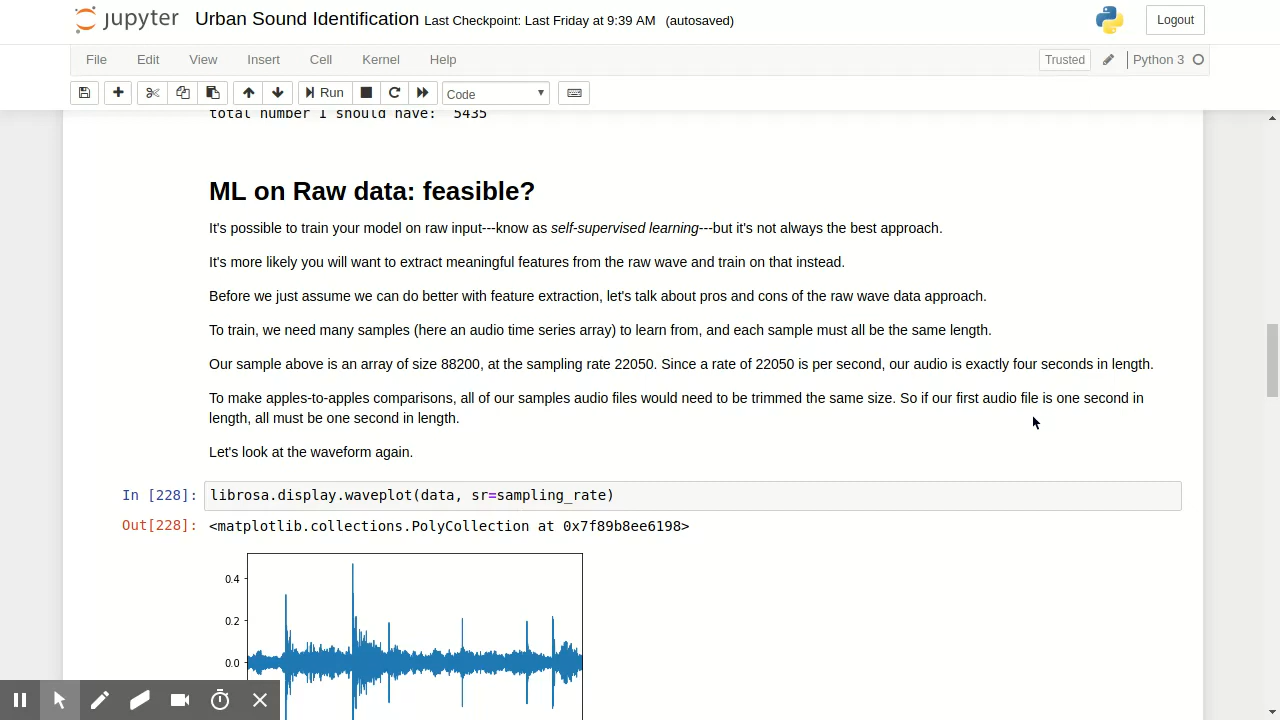 jupyter Urban Sound Identification Last Checkpoint: Last Friday at 9:39 AM (autosaved) Logout
File Edit View Insert Cell Kernel Help Trusted Python 3
Run Code
total number I should have: 5435
ML on Raw data: feasible?
It's possible to train your model on raw input---know as self-supervised learning---but it's not always the best approach.
It's more likely you will want to extract meaningful features from the raw wave and train on that instead.
Before we just assume we can do better with feature extraction, let's talk about pros and cons of the raw wave data approach.
To train, we need many samples (here an audio time series array) to learn from, and each sample must all be the same length.
Our sample above is an array of size 88200, at the sampling rate 22050. Since a rate of 22050 is per second, our audio is exactly four seconds in length.
To make apples-to-apples comparisons, all of our samples audio files would need to be trimmed the same size. So if our first audio file is one second in
length, all must be one second in length.
Let's look at the waveform again.
In [228]: librosa.display.waveplot(data, sr=sampling_rate)
Out[228]: <matplotlib.collections.PolyCollection at 0x7f89b8ee6198>
0.4
0.2
0.0